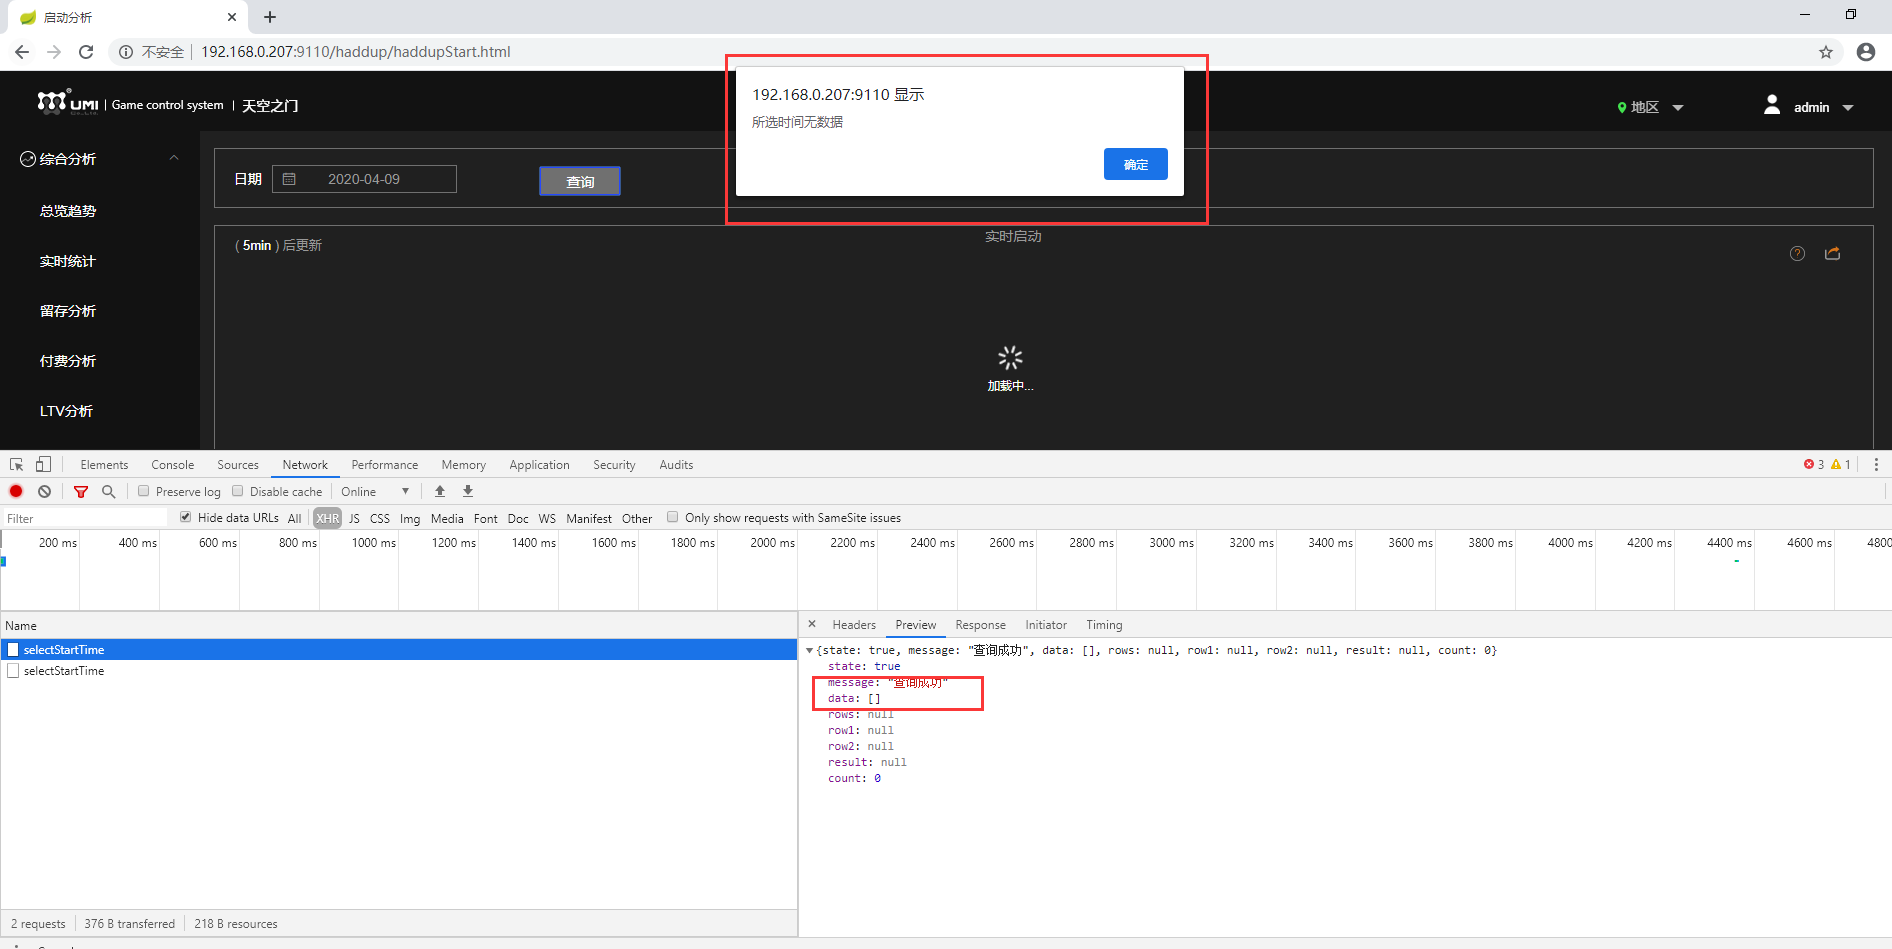 启动分析
不安全 192.168.0.207:9110/haddup/haddupStart.html
192.168.0.207:9110 显示
所选时间无数据
确定
UMI | Game control system | 天空之门
地区
admin
综合分析
总览趋势
实时统计
留存分析
付费分析
LTV分析
日期 2020-04-09 查询
( 5min ) 后更新
实时启动
加载中...
Elements Console Sources Network Performance Memory Application Security Audits 3 1
Preserve log Disable cache Online
Filter Hide data URLs All XHR JS CSS Img Media Font Doc WS Manifest Other Only show requests with SameSite issues
200 ms 400 ms 600 ms 800 ms 1000 ms 1200 ms 1400 ms 1600 ms 1800 ms 2000 ms 2200 ms 2400 ms 2600 ms 2800 ms 3000 ms 3200 ms 3400 ms 3600 ms 3800 ms 4000 ms 4200 ms 4400 ms 4600 ms 4800
Name
selectStartTime
selectStartTime
2 requests 376 B transferred 218 B resources
Headers Preview Response Initiator Timing
{state: true, message: "查询成功", data: [], rows: null, row1: null, row2: null, result: null, count: 0}
state: true
message: "查询成功"
data: []
rows: null
row1: null
row2: null
result: null
count: 0